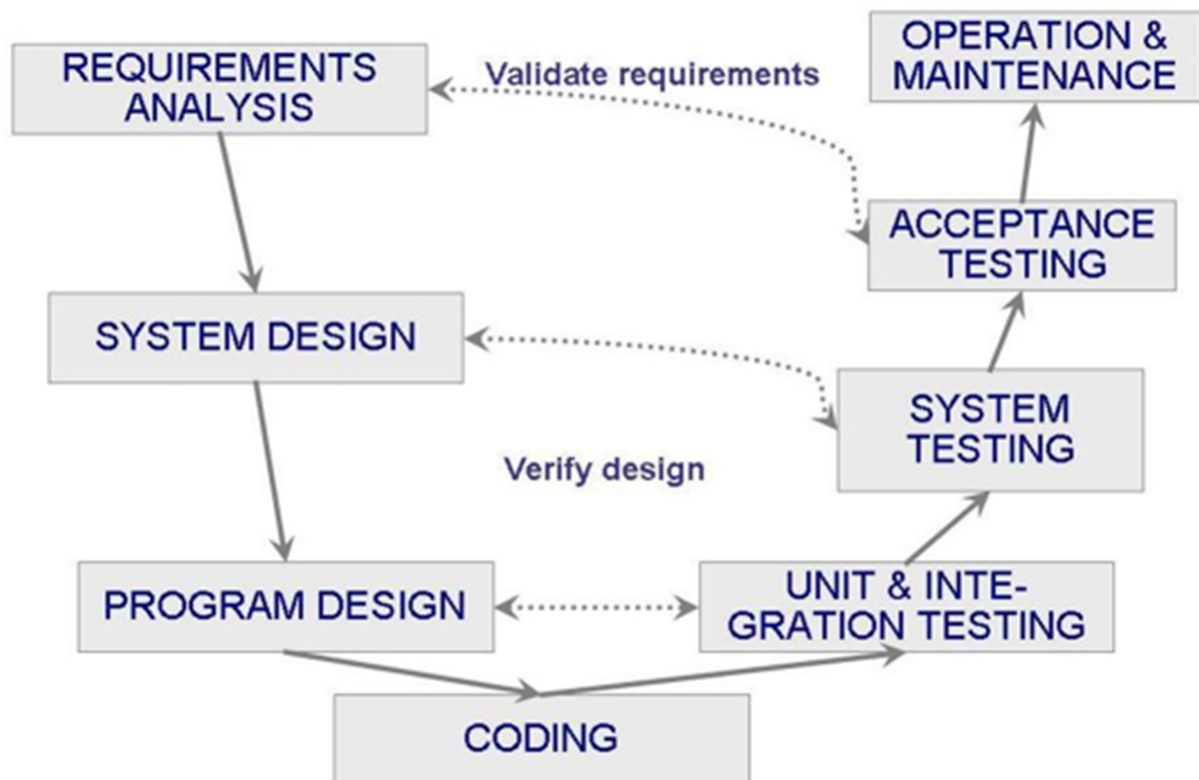 REQUIREMENTS
ANALYSIS
Validate requirements
OPERATION &
MAINTENANCE
ACCEPTANCE
TESTING
SYSTEM DESIGN
SYSTEM
TESTING
Verify design
PROGRAM DESIGN
UNIT & INTE-
GRATION TESTING
CODING